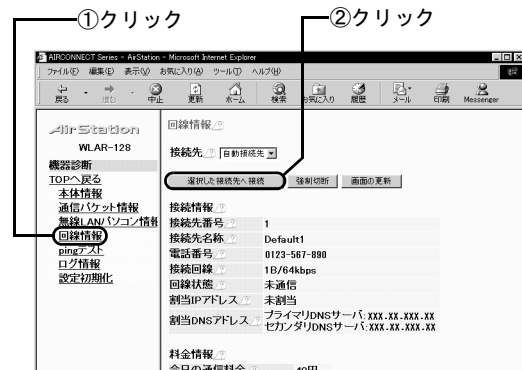 ①クリック
②クリック
AIRCONNECT Series - AirStation - Microsoft Internet Explorer
ファイル(F) 編集(E) 表示(V) お気に入り(A) ツール(T) ヘルプ(H)
戻る 進む 中止 更新 ホーム 検索 お気に入り 履歴 メール 印刷 Messenger
AirStation
WLAR-128
機器診断
TOPへ戻る
本体情報
通信パケット情報
無線LANパソコン情報
回線情報
pingテスト
ログ情報
設定初期化
回線情報
接続先 自動接続先
選択した接続先へ接続 強制切断 画面の更新
接続情報
接続先番号 1
接続先名称 Default1
電話番号 0123-567-890
接続回線 1B/64kbps
回線状態 未通信
割当IPアドレス 未割当
割当DNSアドレス プライマリDNSサーバ:XXX.XX.XXX.XX
セカンダリDNSサーバ:XXX.XX.XXX.XX
料金情報
今日の通信料金 40円